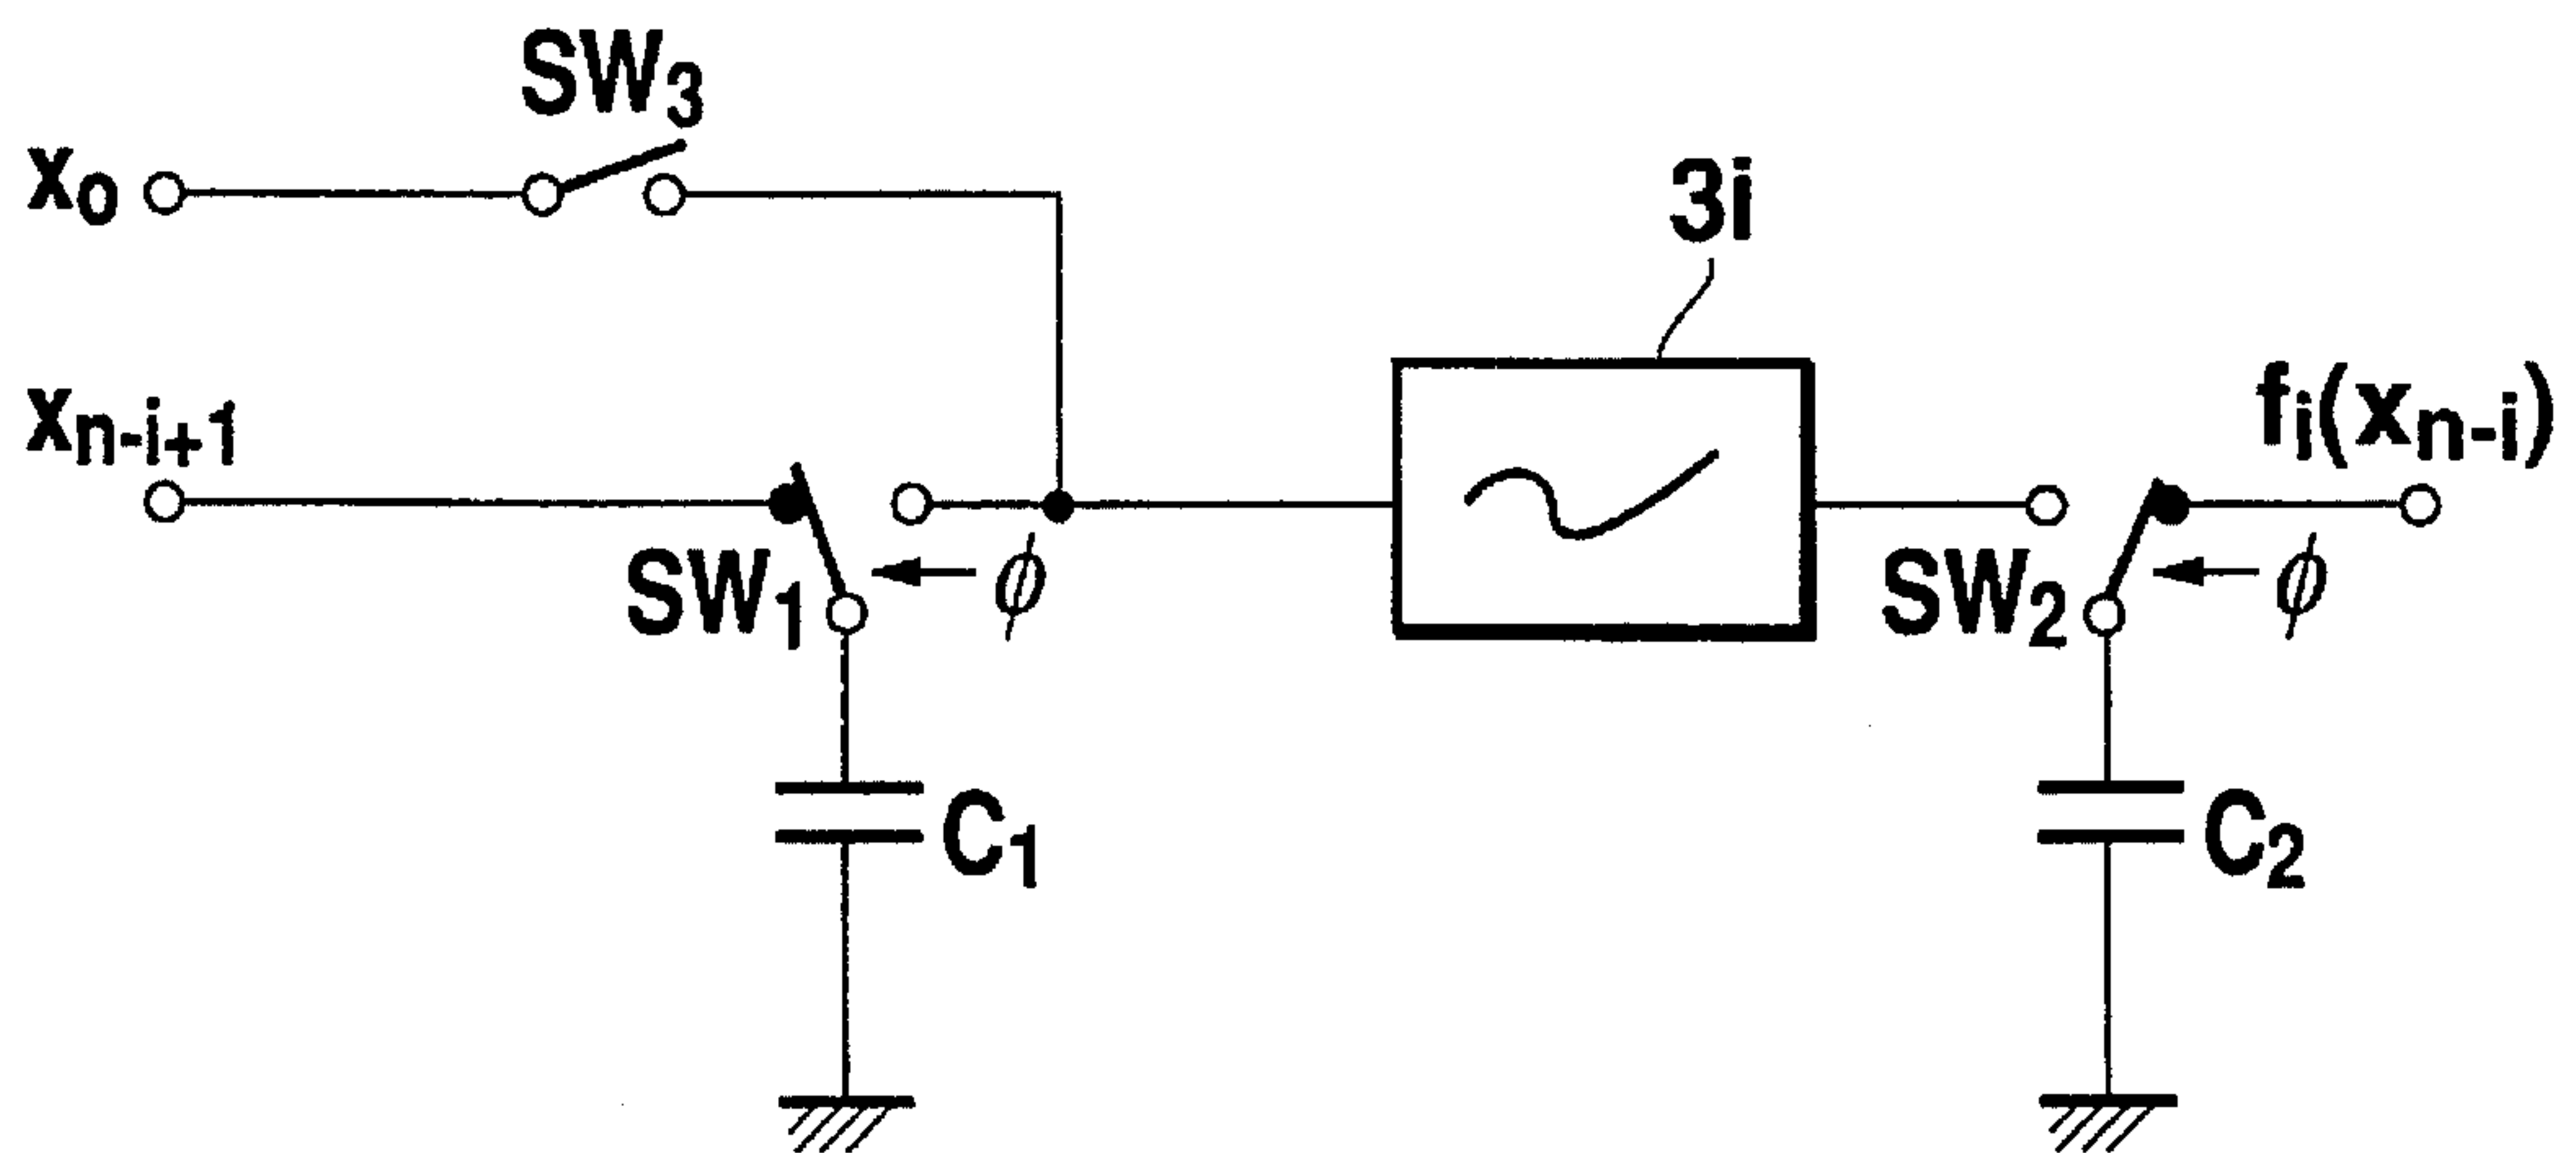 SW₃
x₀
3i
xₙ₋ᵢ₊₁
fᵢ(xₙ₋ᵢ)
SW₁
ϕ
SW₂
ϕ
C₁
C₂